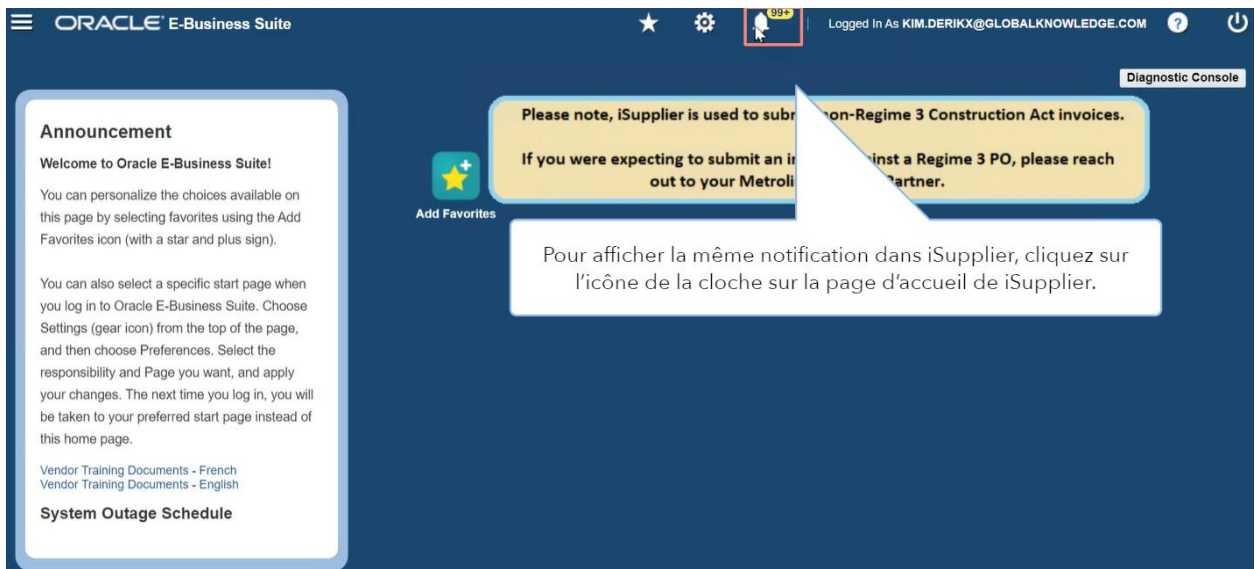 ORACLE E-Business Suite
99+
Logged In As KIM.DERIKX@GLOBALKNOWLEDGE.COM
?
Diagnostic Console
Announcement
Welcome to Oracle E-Business Suite!
You can personalize the choices available on
this page by selecting favorites using the Add
Favorites icon (with a star and plus sign).
You can also select a specific start page when
you log in to Oracle E-Business Suite. Choose
Settings (gear icon) from the top of the page,
and then choose Preferences. Select the
responsibility and Page you want, and apply
your changes. The next time you log in, you will
be taken to your preferred start page instead of
this home page.
Vendor Training Documents - French
Vendor Training Documents - English
System Outage Schedule
Add Favorites
Please note, iSupplier is used to non-Regime 3 Construction Act invoices.
If you were expecting to submit an a Regime 3 PO, please reach
out to your Partner.
Pour afficher la même notification dans iSupplier, cliquez sur
l'icône de la cloche sur la page d'accueil de iSupplier.